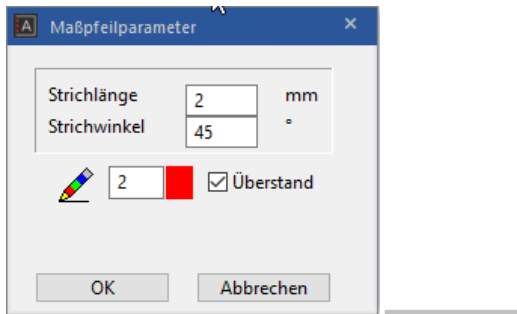 A Maßpfeilparameter ×
Strichlänge 2 mm
Strichwinkel 45 °
2 Überstand
OK Abbrechen